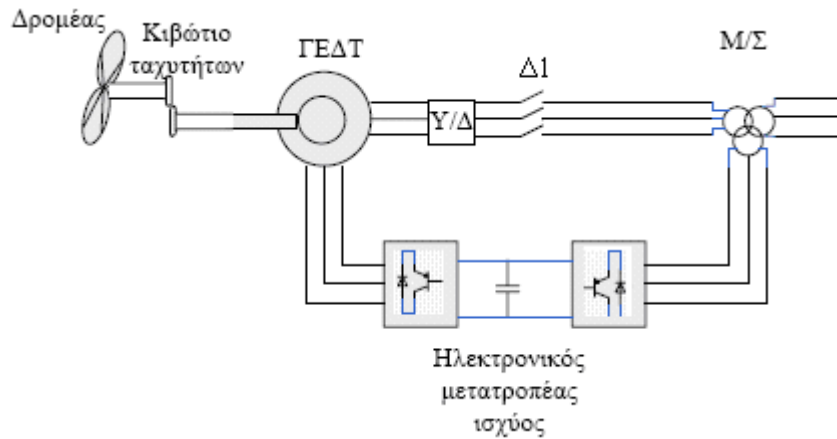 Δρομέας
Κιβώτιο
ταχυτήτων
ΓΕΔΤ
Δ1
Μ/Σ
Υ/Δ
Ηλεκτρονικός
μετατροπέας
ισχύος